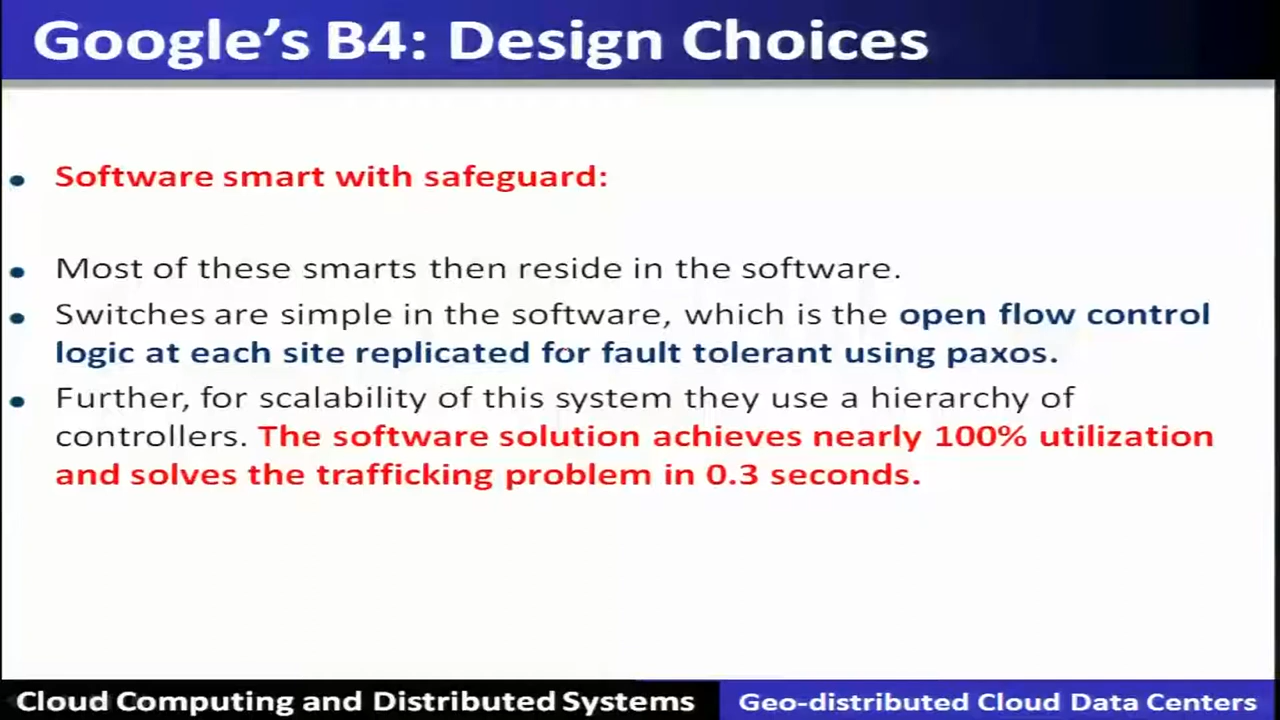 Google's B4: Design Choices
Software smart with safeguard:
Most of these smarts then reside in the software.
Switches are simple in the software, which is the open flow control
logic at each site replicated for fault tolerant using paxos.
Further, for scalability of this system they use a hierarchy of
controllers. The software solution achieves nearly 100% utilization
and solves the trafficking problem in 0.3 seconds.
Cloud Computing and Distributed Systems
Geo-distributed Cloud Data Centers